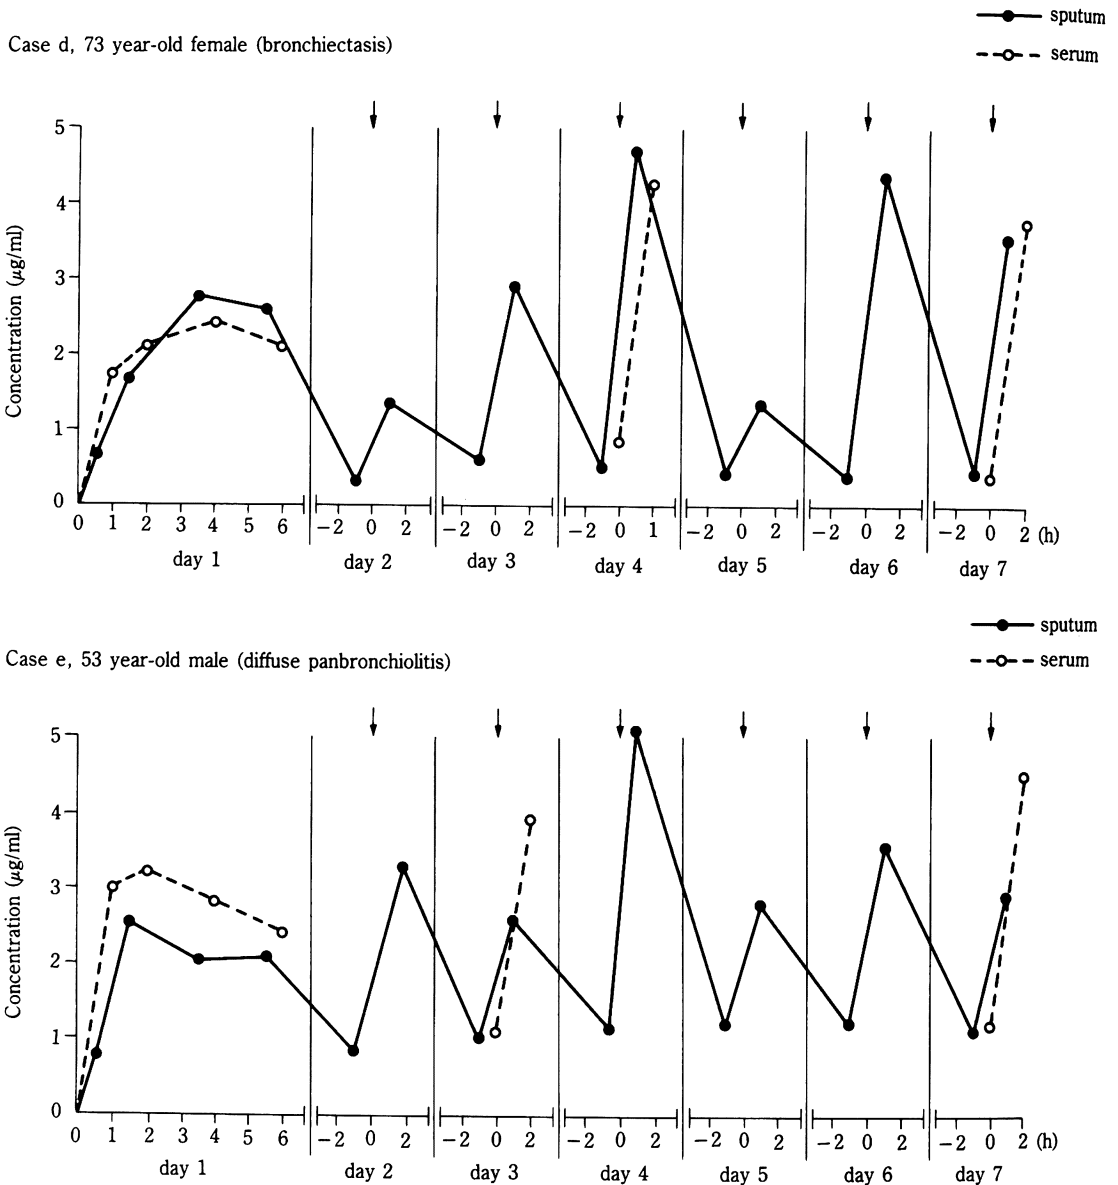 sputum
Case d, 73 year-old female (bronchiectasis)
serum
5
4
3
2
1
0
Concentration (μg/ml)
0 1 2 3 4 5 6 −2 0 2 −2 0 2 −2 0 1 −2 0 2 −2 0 2 −2 0 2 (h)
day 1 day 2 day 3 day 4 day 5 day 6 day 7
sputum
Case e, 53 year-old male (diffuse panbronchiolitis)
serum
5
4
3
2
1
0
Concentration (μg/ml)
0 1 2 3 4 5 6 −2 0 2 −2 0 2 −2 0 2 −2 0 2 −2 0 2 −2 0 2 (h)
day 1 day 2 day 3 day 4 day 5 day 6 day 7